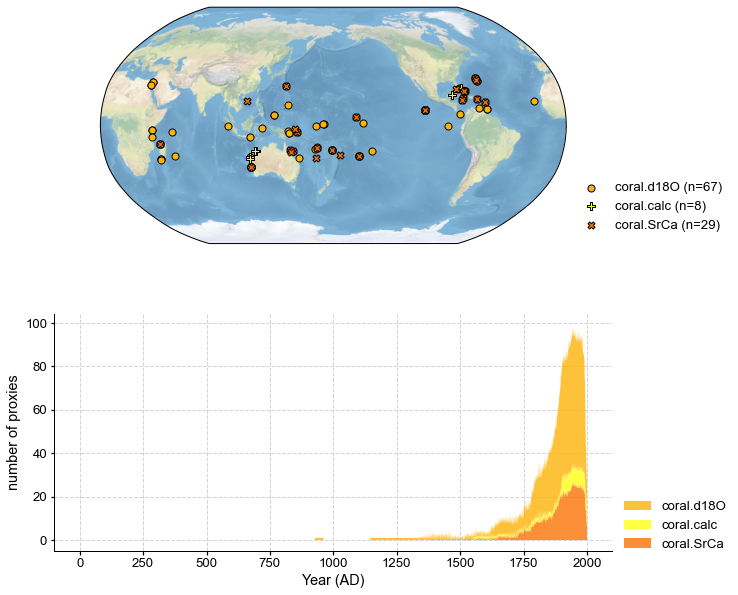 coral.d18O (n=67)
coral.calc (n=8)
coral.SrCa (n=29)
number of proxies
100
80
60
40
20
0
0 250 500 750 1000 1250 1500 1750 2000
Year (AD)
coral.d18O
coral.calc
coral.SrCa